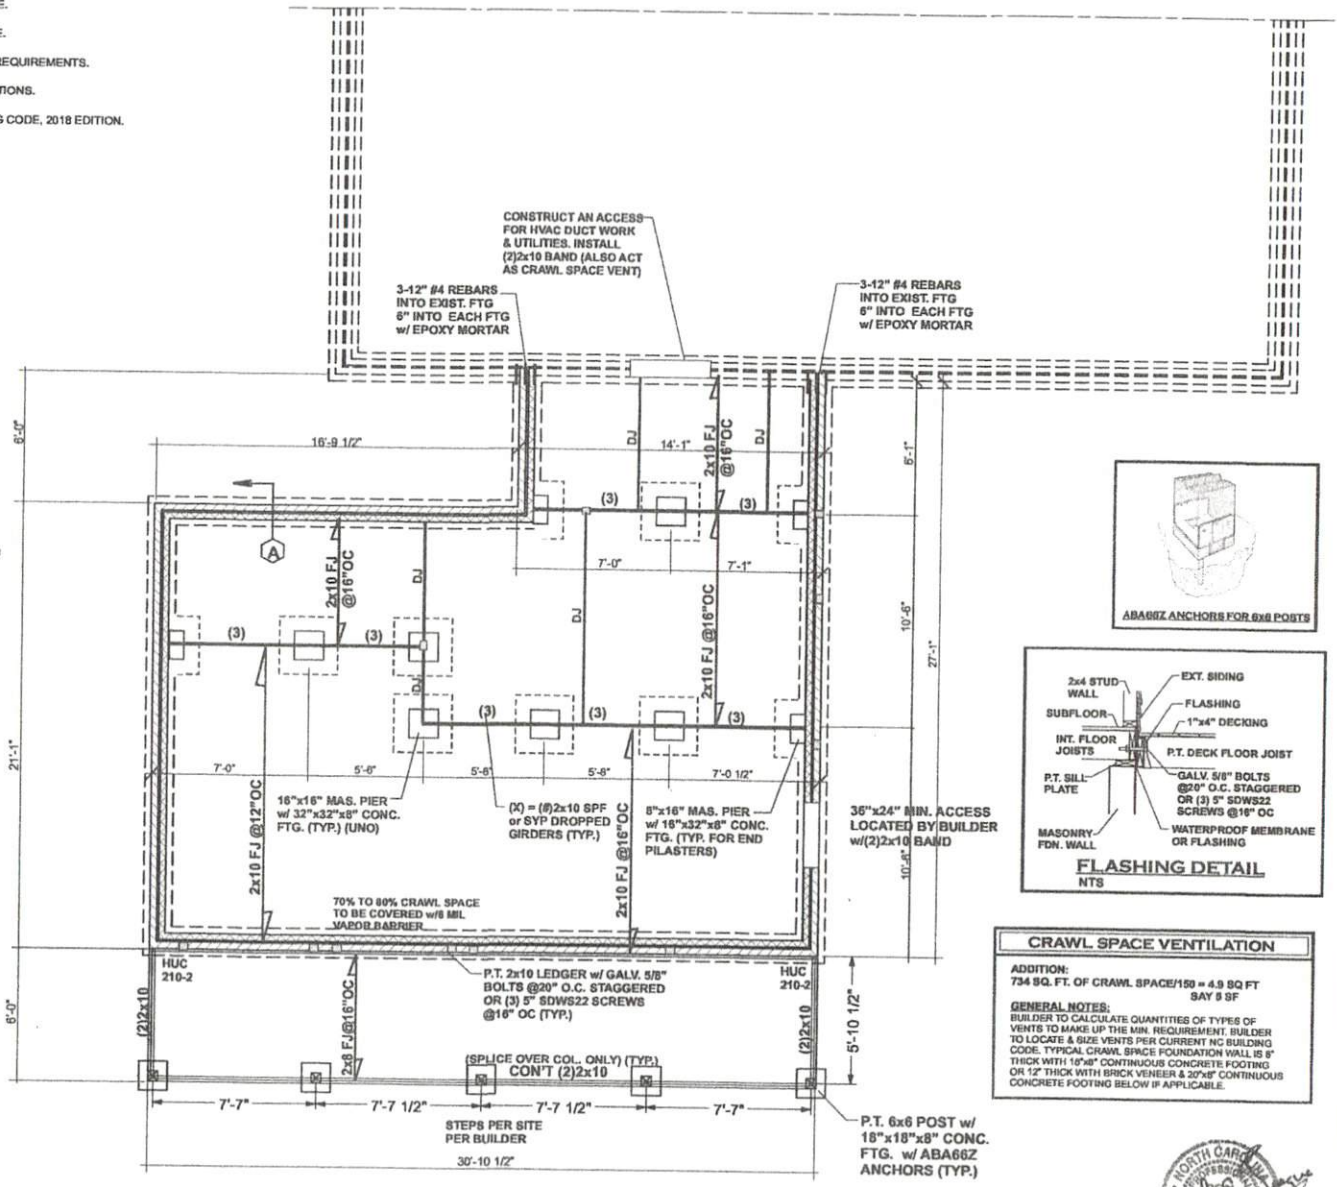 E.
E.
REQUIREMENTS.
TIONS.
CODE, 2018 EDITION.
CONSTRUCT AN ACCESS
FOR HVAC DUCT WORK
& UTILITIES. INSTALL
(2)2x10 BAND (ALSO ACT
AS CRAWL SPACE VENT)
3-12" #4 REBARS
INTO EXIST. FTG
6" INTO EACH FTG
w/ EPOXY MORTAR
3-12" #4 REBARS
INTO EXIST. FTG
6" INTO EACH FTG
w/ EPOXY MORTAR
6'-0"
16'-9 1/2"
DJ
14'-1"
2x10 FJ
@16"OC
DJ
6'-1"
(3)
(3)
A
2x10 FJ
@16"OC
DJ
7'-0"
7'-1"
DJ
2x10 FJ @16"OC
10'-6"
27'-1"
(3)
(3)
DJ
(3)
(3)
(3)
21'-1"
7'-0"
5'-6"
5'-6"
5'-8"
7'-0 1/2"
2x10 FJ @12"OC
16"x16" MAS. PIER
w/ 32"x32"x8" CONC.
FTG. (TYP.) (UNO)
(X) = (#)2x10 SPF
or SYP DROPPED
GIRDERS (TYP.)
2x10 FJ @16"OC
8"x16" MAS. PIER
w/ 16"x32"x8" CONC.
FTG. (TYP. FOR END
PILASTERS)
36"x24" MIN. ACCESS
LOCATED BY BUILDER
w/(2)2x10 BAND
10'-6"
70% TO 80% CRAWL SPACE
TO BE COVERED w/6 MIL
VAPOR BARRIER
HUC
210-2
P.T. 2x10 LEDGER w/ GALV. 5/8"
BOLTS @20" O.C. STAGGERED
OR (3) 5" SDWS22 SCREWS
@16" OC (TYP.)
HUC
210-2
6'-0"
(2)2x10
2x8 FJ@16"OC
(2)2x10
5'-10 1/2"
(SPLICE OVER COL. ONLY) (TYP.)
CON'T (2)2x10
7'-7"
7'-7 1/2"
7'-7 1/2"
7'-7"
STEPS PER SITE
PER BUILDER
30'-10 1/2"
P.T. 6x6 POST w/
18"x18"x8" CONC.
FTG. w/ ABA66Z
ANCHORS (TYP.)
ABA66Z ANCHORS FOR 6x6 POSTS
2x4 STUD
WALL
EXT. SIDING
SUBFLOOR
FLASHING
1"x4" DECKING
INT. FLOOR
JOISTS
P.T. DECK FLOOR JOIST
P.T. SILL
PLATE
GALV. 5/8" BOLTS
@20" O.C. STAGGERED
OR (3) 5" SDWS22
SCREWS @16" OC
MASONRY
FDN. WALL
WATERPROOF MEMBRANE
OR FLASHING
FLASHING DETAIL
NTS
CRAWL SPACE VENTILATION
ADDITION:
734 SQ. FT. OF CRAWL SPACE/150 = 4.9 SQ FT
SAY 5 SF
GENERAL NOTES:
BUILDER TO CALCULATE QUANTITIES OF TYPES OF
VENTS TO MAKE UP THE MIN. REQUIREMENT. BUILDER
TO LOCATE & SIZE VENTS PER CURRENT NC BUILDING
CODE. TYPICAL CRAWL SPACE FOUNDATION WALL IS 8"
THICK WITH 16"x8" CONTINUOUS CONCRETE FOOTING
OR 12" THICK WITH BRICK VENEER & 20"x8" CONTINUOUS
CONCRETE FOOTING BELOW IF APPLICABLE.
NORTH CAROLINA